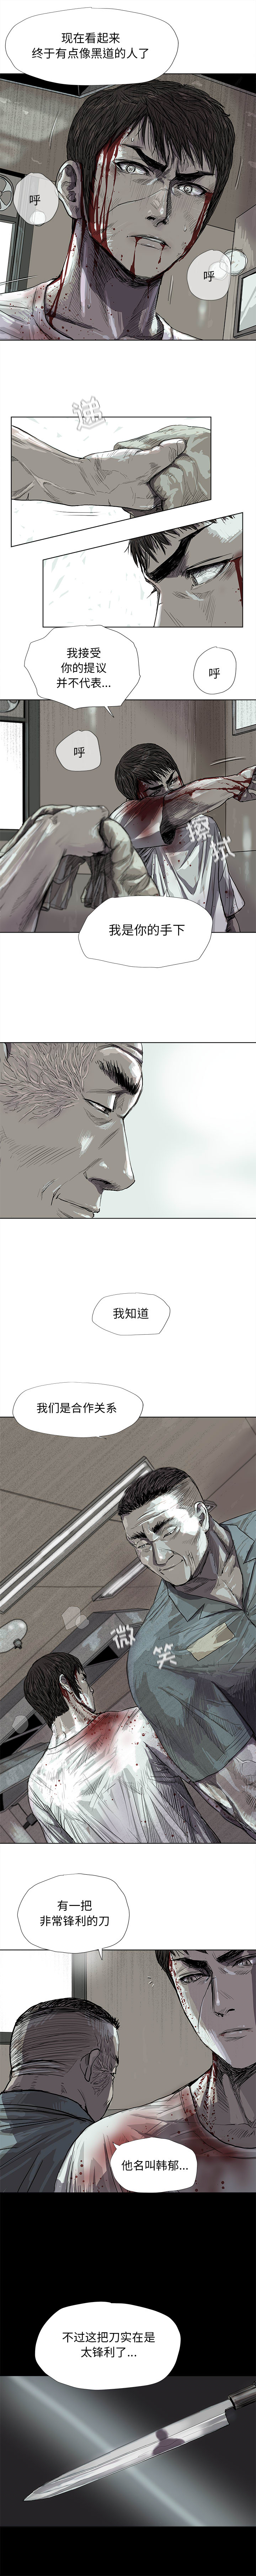 现在看起来
终于有点像黑道的人了
呼
呼
递
我接受
你的提议
并不代表...
呼
呼
擦
拭
我是你的手下
我知道
我们是合作关系
微
笑
有一把
非常锋利的刀
他名叫韩郁...
不过这把刀实在是
太锋利了...